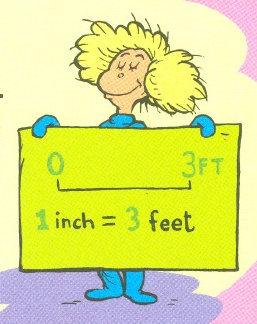 0 3FT
1 inch = 3 feet